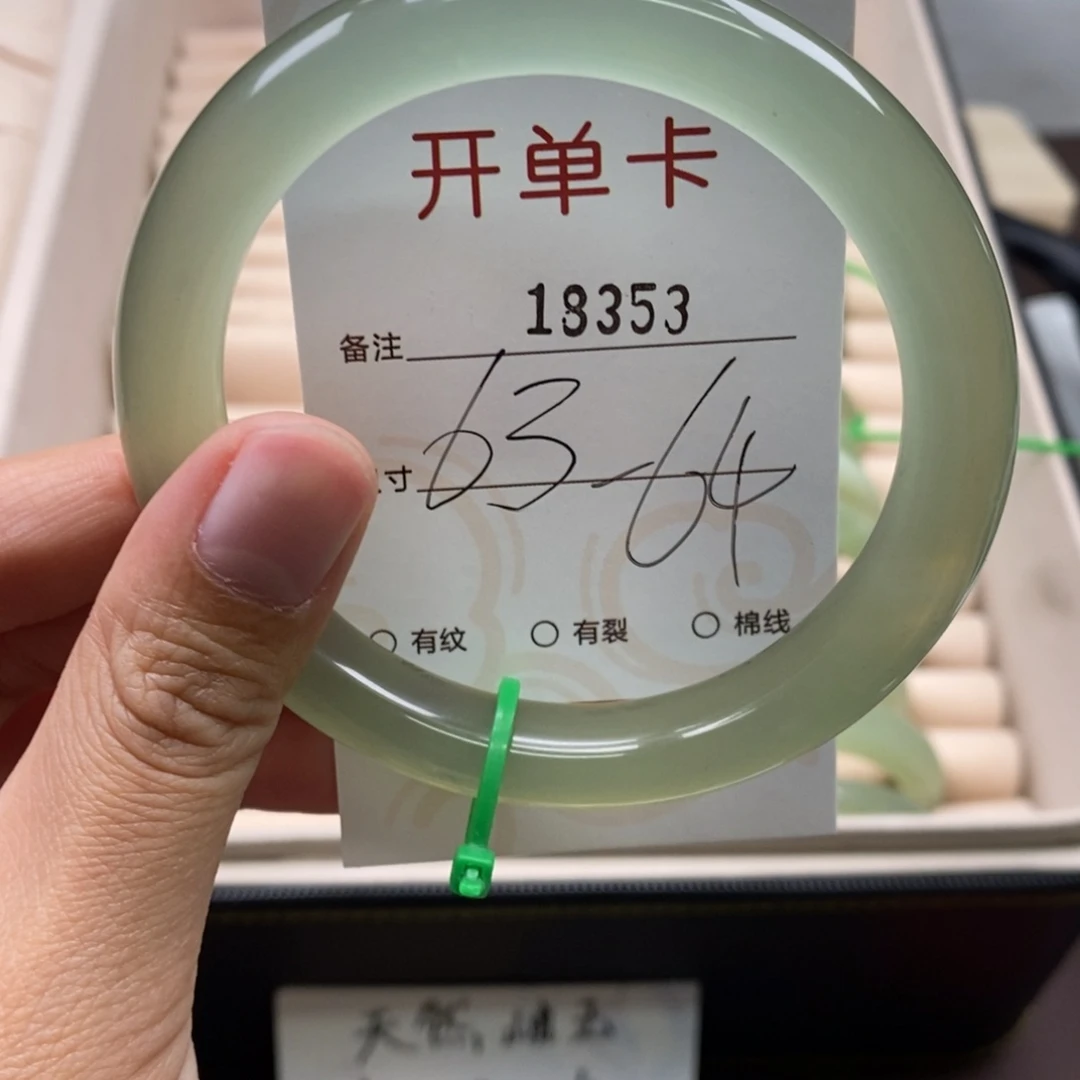 开单卡
备注 18353
寸 63-64
○ 有纹 ○ 有裂 ○ 棉线
天然